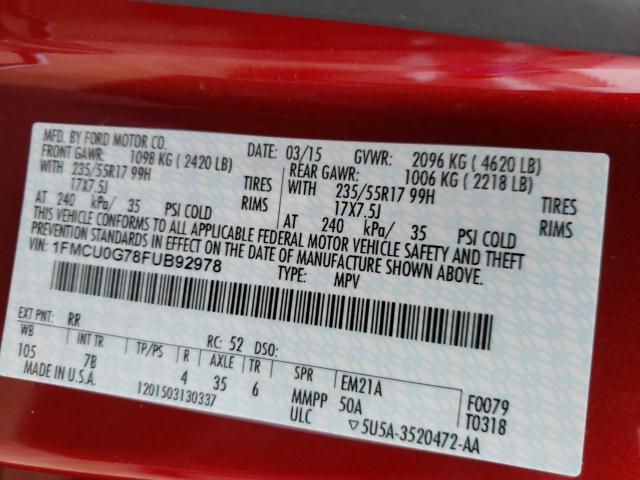 MFD. BY FORD MOTOR CO. DATE: 03/15 GVWR: 2096 KG ( 4620 LB)
FRONT GAWR: 1098 KG ( 2420 LB) REAR GAWR: 1006 KG ( 2218 LB)
WITH 235/55R17 99H TIRES WITH 235/55R17 99H TIRES
17X7.5J RIMS 17X7.5J RIMS
AT 240 kPa/ 35 PSI COLD AT 240 kPa/ 35 PSI COLD
THIS VEHICLE CONFORMS TO ALL APPLICABLE FEDERAL MOTOR VEHICLE SAFETY AND THEFT
PREVENTION STANDARDS IN EFFECT ON THE DATE OF MANUFACTURE SHOWN ABOVE.
VIN: 1FMCU0G78FUB92978
TYPE: MPV
EXT PNT: RR RC: 52 DSO:
WB INT TR TP/PS R AXLE TR SPR EM21A F0079
105 7B 4 35 6 MMPP 50A T0318
MADE IN U.S.A. 1201503130337 ULC ▽5U5A-3520472-AA